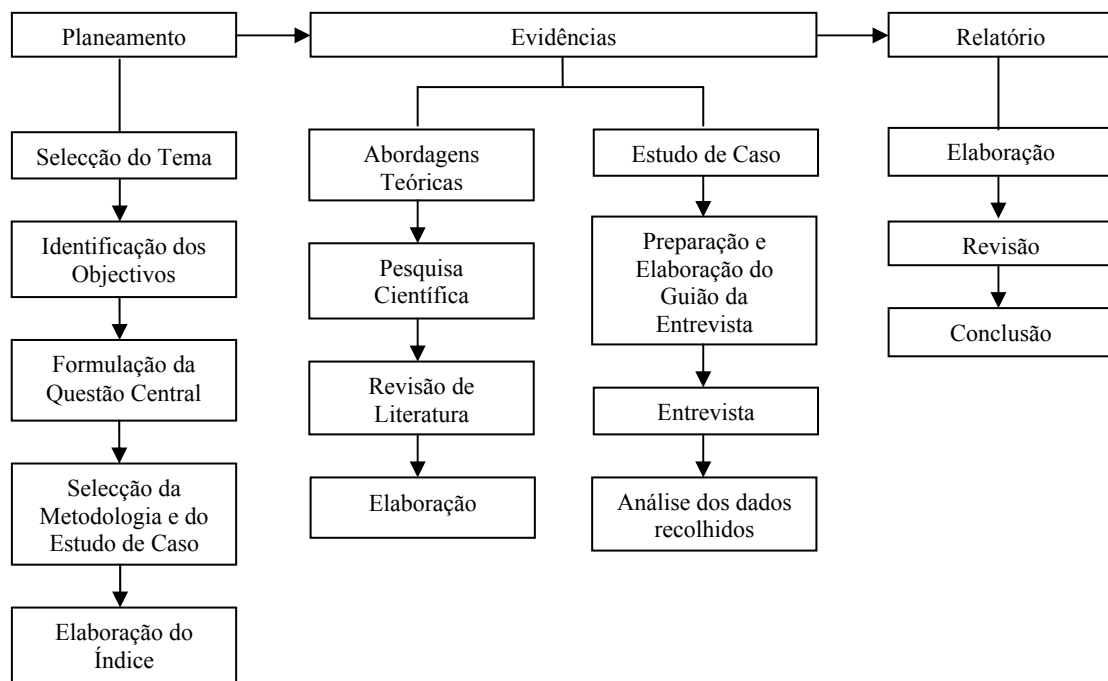 Planeamento
Evidências
Relatório
Selecção do Tema
Identificação dos
Objectivos
Formulação da
Questão Central
Selecção da
Metodologia e do
Estudo de Caso
Elaboração do
Índice
Abordagens
Teóricas
Pesquisa
Científica
Revisão de
Literatura
Elaboração
Estudo de Caso
Preparação e
Elaboração do
Guião da
Entrevista
Entrevista
Análise dos dados
recolhidos
Elaboração
Revisão
Conclusão